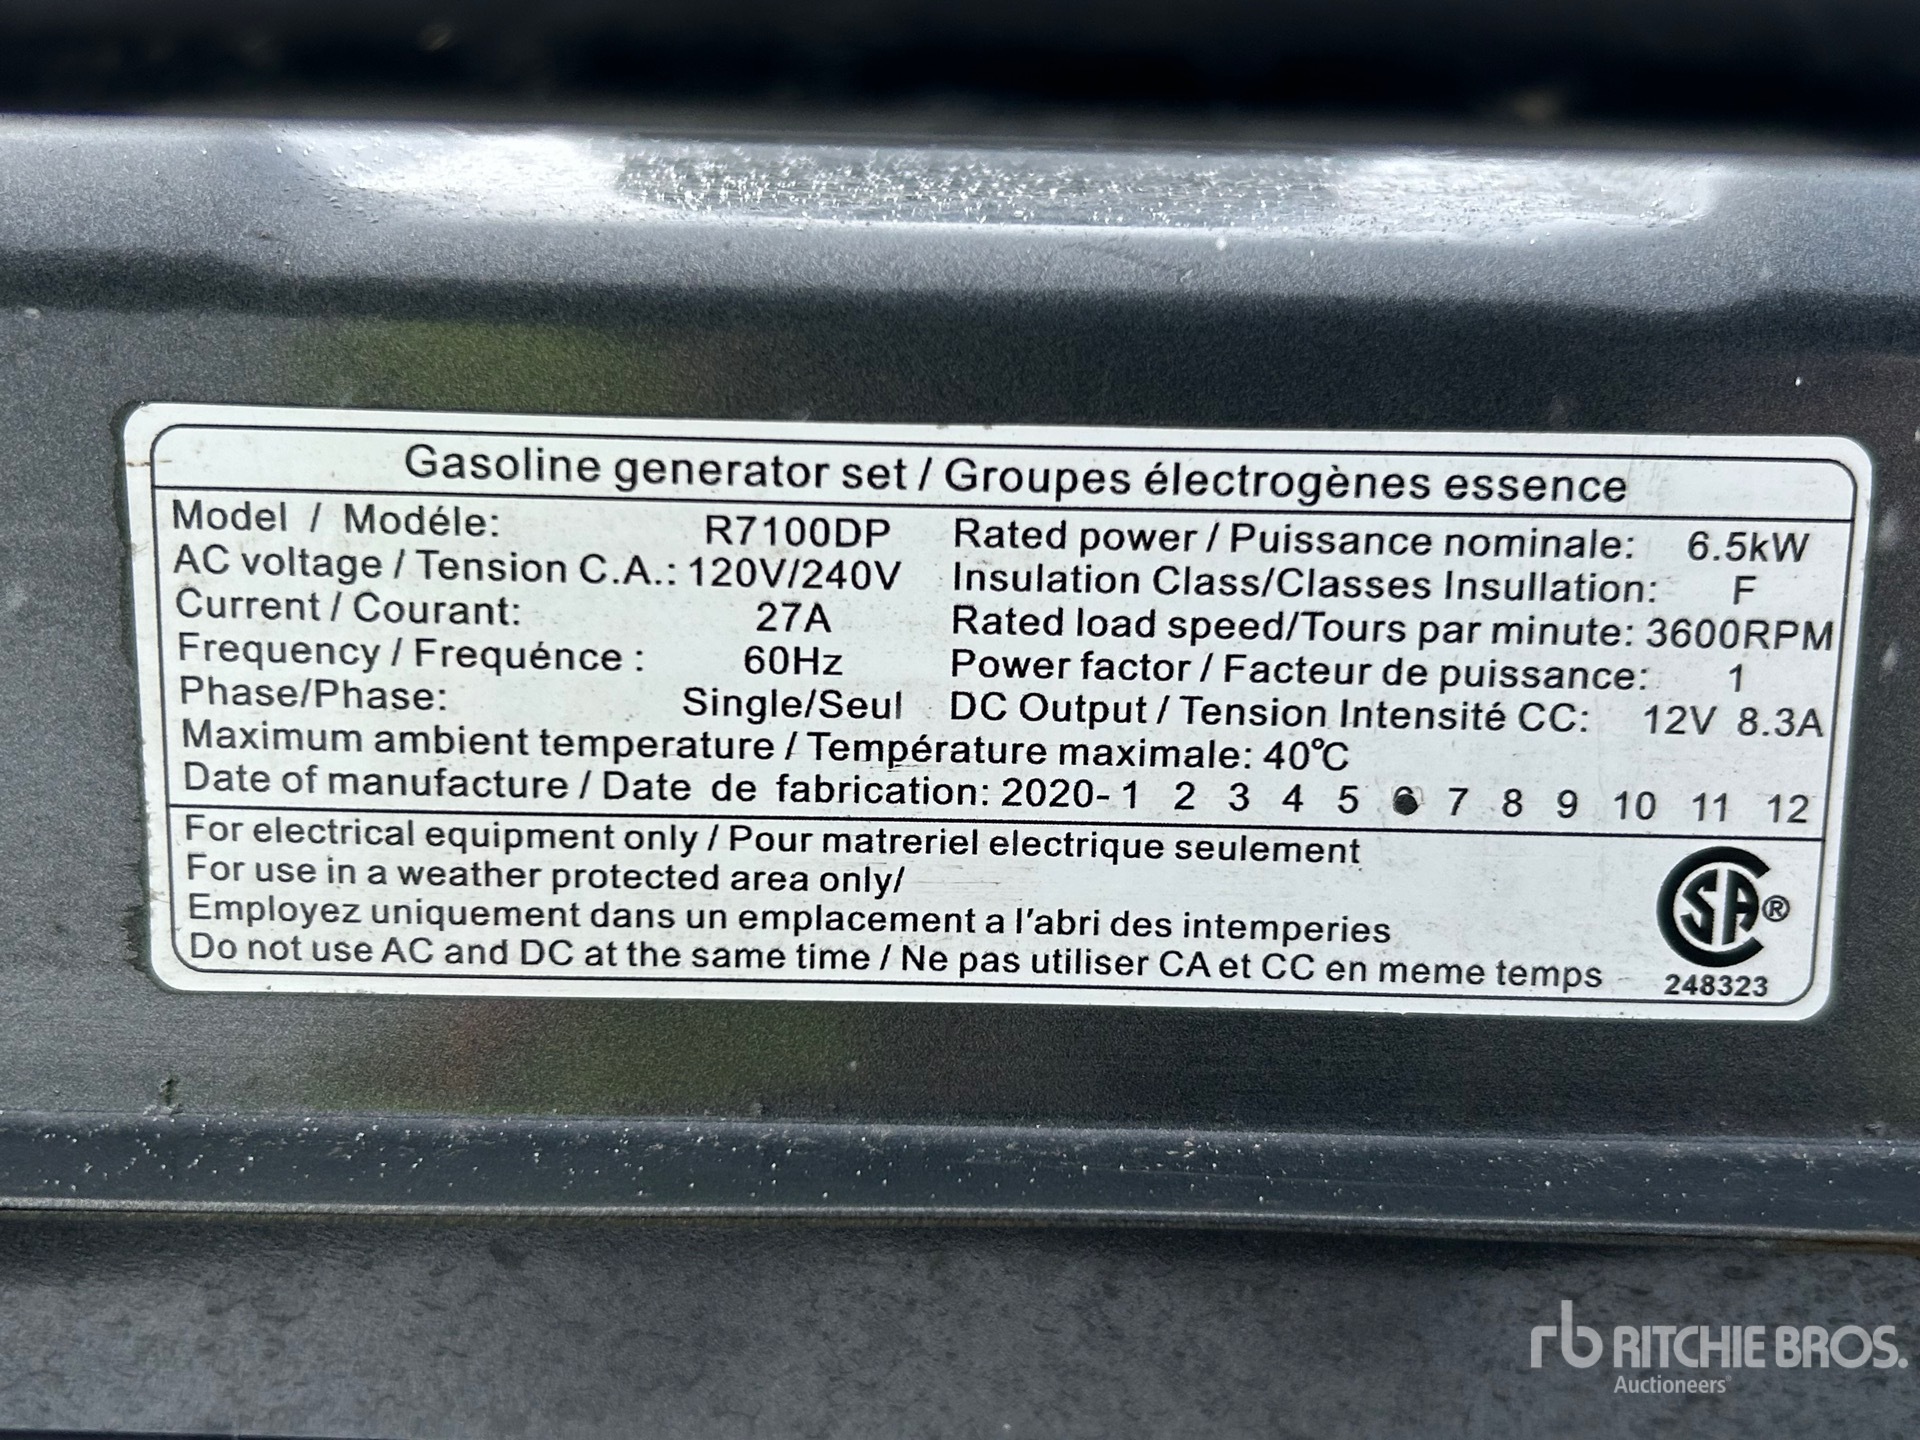 Gasoline generator set / Groupes électrogènes essence
Model / Modéle: R7100DP Rated power / Puissance nominale: 6.5kW
AC voltage / Tension C.A.: 120V/240V Insulation Class/Classes Insullation: F
Current / Courant: 27A Rated load speed/Tours par minute: 3600RPM
Frequency / Frequénce : 60Hz Power factor / Facteur de puissance: 1
Phase/Phase: Single/Seul DC Output / Tension Intensité CC: 12V 8.3A
Maximum ambient temperature / Température maximale: 40℃
Date of manufacture / Date de fabrication: 2020- 1 2 3 4 5 6 7 8 9 10 11 12
For electrical equipment only / Pour matreriel electrique seulement
For use in a weather protected area only/
Employez uniquement dans un emplacement a l'abri des intemperies
Do not use AC and DC at the same time / Ne pas utiliser CA et CC en meme temps
CSA®
248323
rb RITCHIE BROS.
Auctioneers